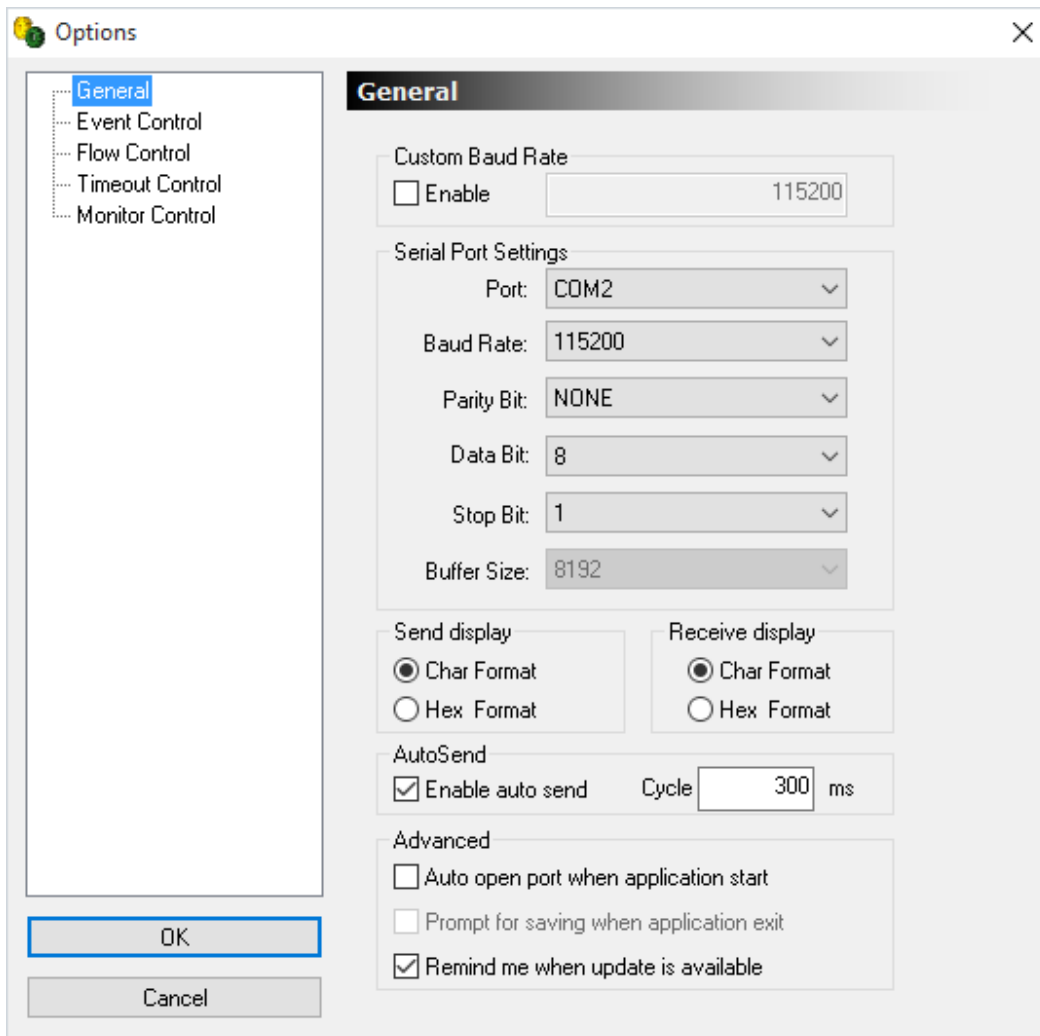 Options
General
Event Control
Flow Control
Timeout Control
Monitor Control
OK
Cancel
General
Custom Baud Rate
Enable 115200
Serial Port Settings
Port: COM2
Baud Rate: 115200
Parity Bit: NONE
Data Bit: 8
Stop Bit: 1
Buffer Size: 8192
Send display
Char Format
Hex Format
Receive display
Char Format
Hex Format
AutoSend
Enable auto send Cycle 300 ms
Advanced
Auto open port when application start
Prompt for saving when application exit
Remind me when update is available